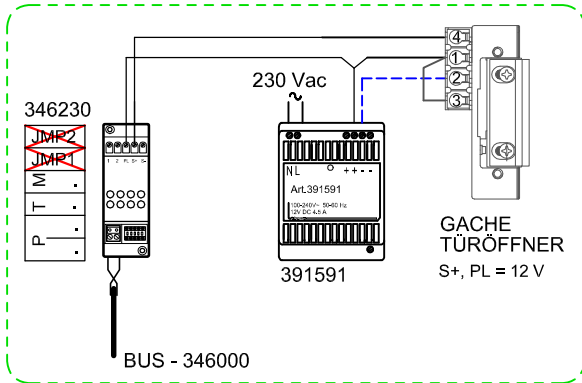 230 Vac
~
346230
JMP2
JMP1
M
T
P
1 2 PL S+ S-
N L + + - -
Art.391591
100-240V~ 50-60 Hz
12V DC 4.5 A
391591
4
1
2
3
GACHE
TÜRÖFFNER
S+, PL = 12 V
BUS - 346000